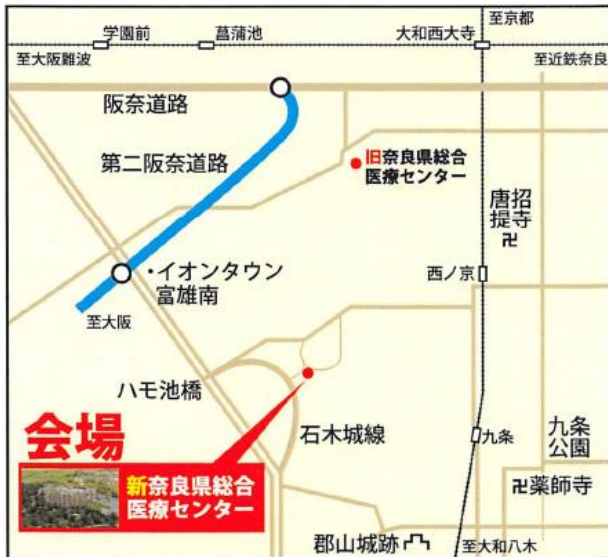 至京都
学園前
菖蒲池
大和西大寺
至大阪難波
至近鉄奈良
阪奈道路
第二阪奈道路
旧奈良県総合
医療センター
唐招
提寺
卍
・イオンタウン
富雄南
西ノ京
至大阪
ハモ池橋
会場
石木城線
九条
九条
公園
新奈良県総合
医療センター
卍薬師寺
郡山城跡
至大和八木